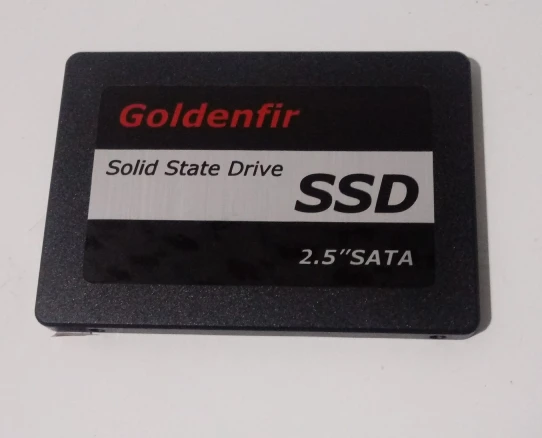 Goldenfir
Solid State Drive
SSD
2.5"SATA